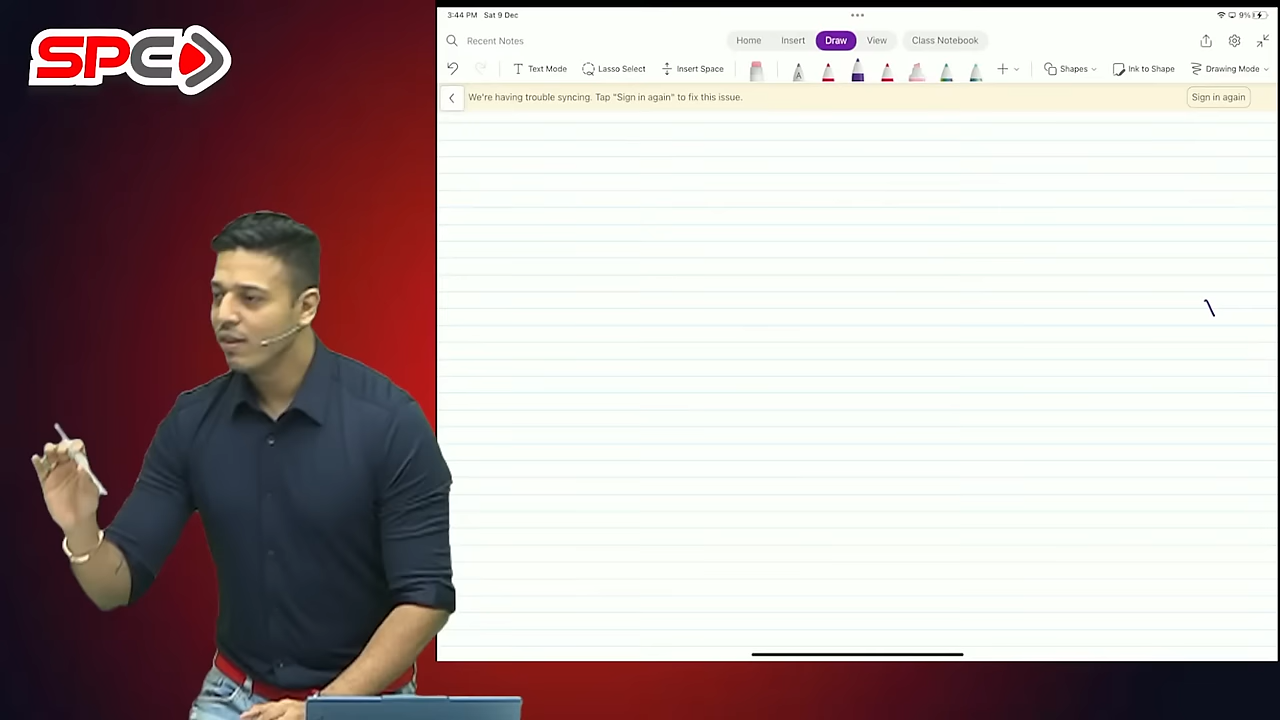 SPC
3:44 PM Sat 9 Dec
9%
Recent Notes
Home Insert Draw View Class Notebook
Text Mode Lasso Select Insert Space A Shapes Ink to Shape Drawing Mode
We're having trouble syncing. Tap "Sign in again" to fix this issue.
Sign in again